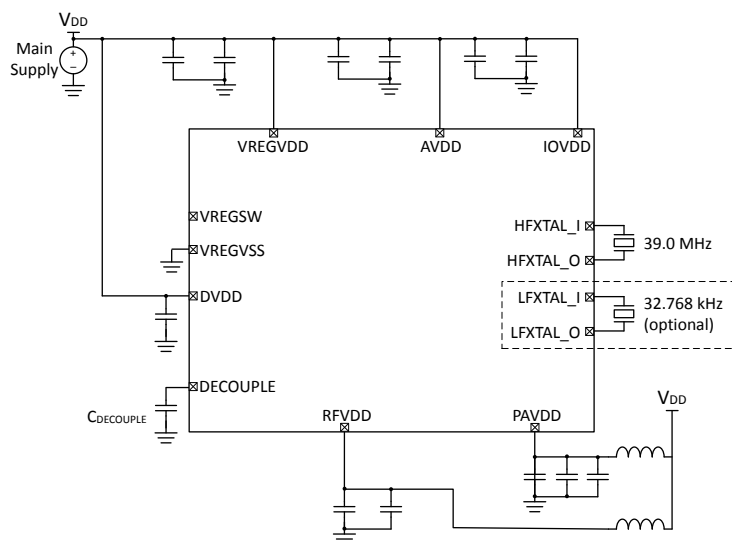 VDD
Main
Supply
+
–
VREGVDD
AVDD
IOVDD
VREGSW
VREGVSS
DVDD
DECOUPLE
CDECOUPLE
HFXTAL_I
39.0 MHz
HFXTAL_O
LFXTAL_I
32.768 kHz
(optional)
LFXTAL_O
RFVDD
PAVDD
VDD